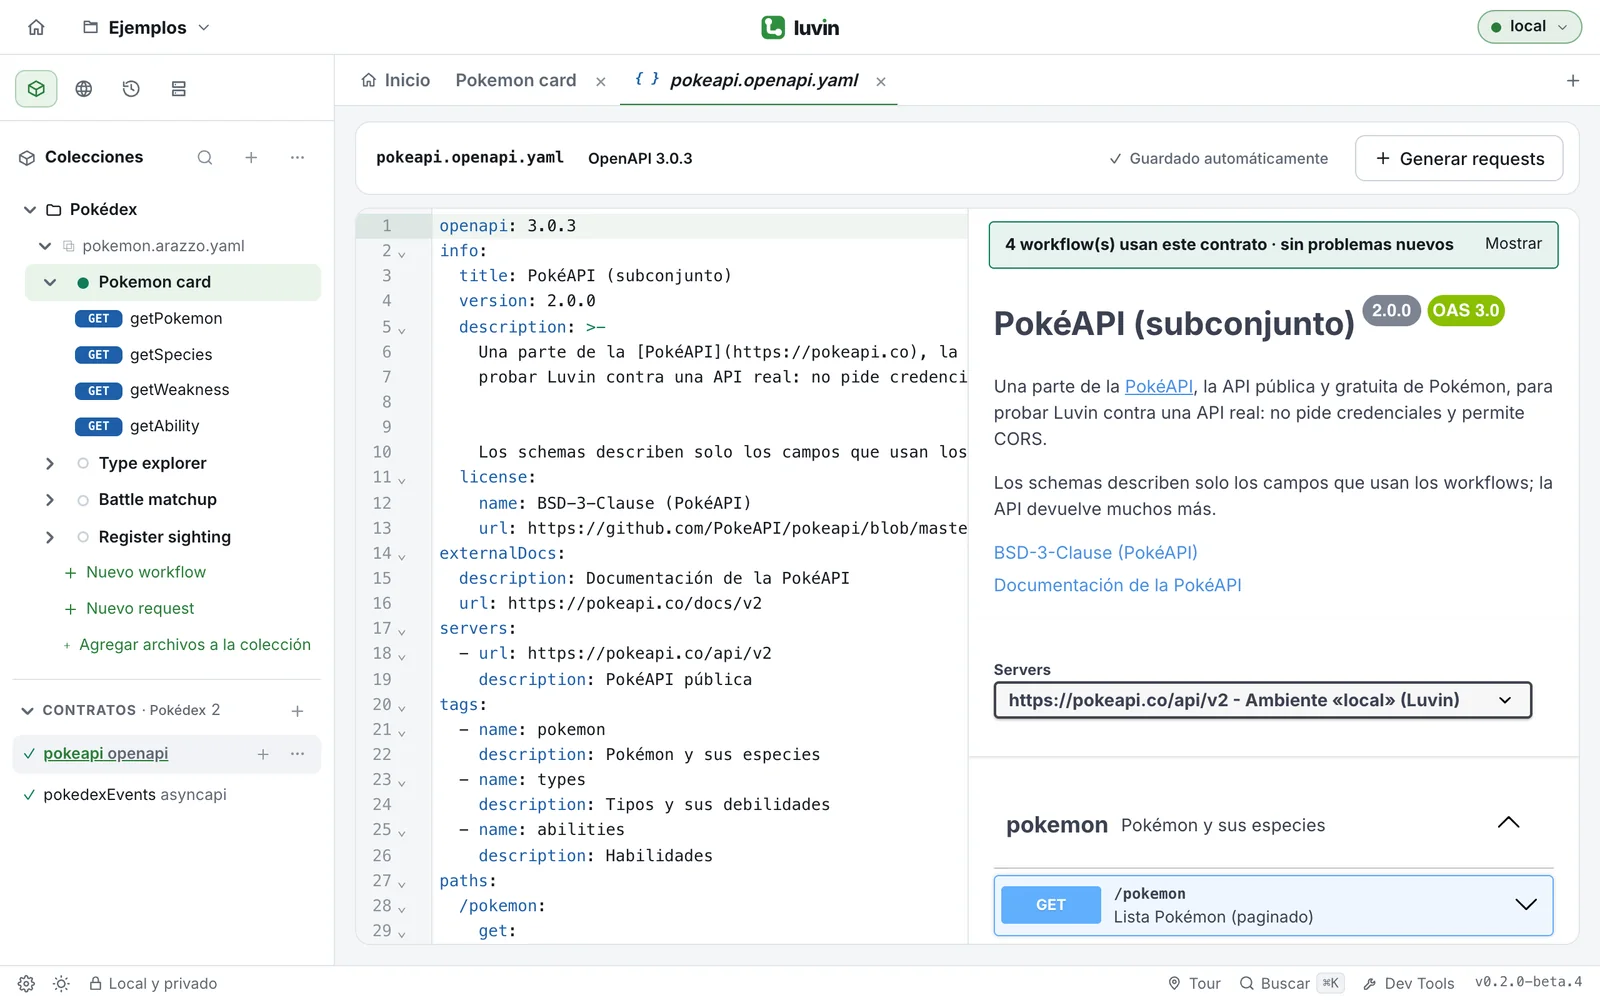 Ejemplos
luvin
local
Inicio
Pokemon card
{ } pokeapi.openapi.yaml
Colecciones
Pokédex
pokemon.arazzo.yaml
Pokemon card
GET getPokemon
GET getSpecies
GET getWeakness
GET getAbility
Type explorer
Battle matchup
Register sighting
+ Nuevo workflow
+ Nuevo request
+ Agregar archivos a la colección
CONTRATOS · Pokédex 2
pokeapi openapi
pokedexEvents asyncapi
pokeapi.openapi.yaml OpenAPI 3.0.3
Guardado automáticamente
+ Generar requests
1 openapi: 3.0.3
2 info:
3 title: PokéAPI (subconjunto)
4 version: 2.0.0
5 description: >-
6 Una parte de la [PokéAPI](https://pokeapi.co), la
7 probar Luvin contra una API real: no pide credenci
8
9
10 Los schemas describen solo los campos que usan los
11 license:
12 name: BSD-3-Clause (PokéAPI)
13 url: https://github.com/PokeAPI/pokeapi/blob/maste
14 externalDocs:
15 description: Documentación de la PokéAPI
16 url: https://pokeapi.co/docs/v2
17 servers:
18 - url: https://pokeapi.co/api/v2
19 description: PokéAPI pública
20 tags:
21 - name: pokemon
22 description: Pokémon y sus especies
23 - name: types
24 description: Tipos y sus debilidades
25 - name: abilities
26 description: Habilidades
27 paths:
28 /pokemon:
29 get:
4 workflow(s) usan este contrato · sin problemas nuevos
Mostrar
PokéAPI (subconjunto) 2.0.0 OAS 3.0
Una parte de la PokéAPI, la API pública y gratuita de Pokémon, para
probar Luvin contra una API real: no pide credenciales y permite
CORS.
Los schemas describen solo los campos que usan los workflows; la
API devuelve muchos más.
BSD-3-Clause (PokéAPI)
Documentación de la PokéAPI
Servers
https://pokeapi.co/api/v2 - Ambiente «local» (Luvin)
pokemon Pokémon y sus especies
GET
/pokemon
Lista Pokémon (paginado)
Local y privado
Tour
Buscar ⌘K
Dev Tools
v0.2.0-beta.4